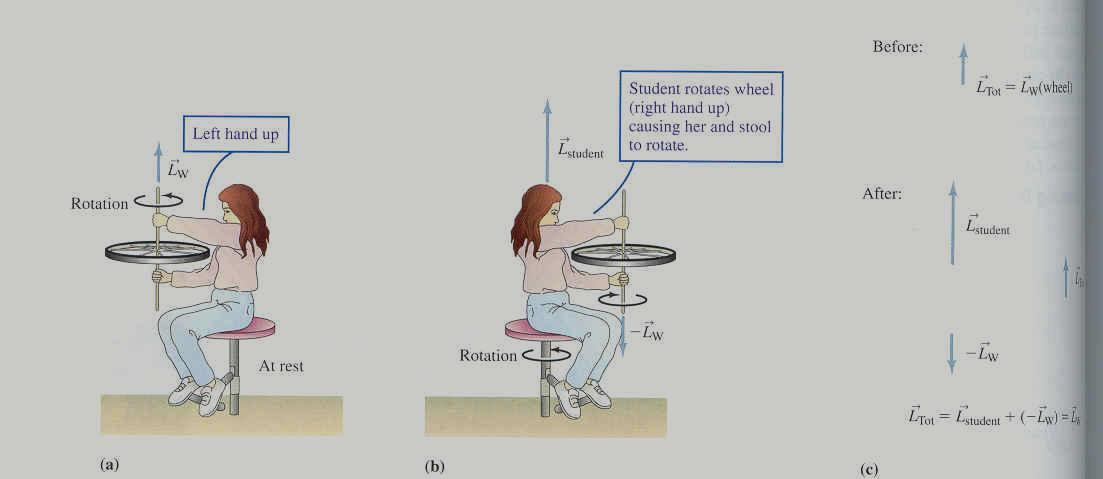 Left hand up
L⃗W
Rotation
At rest
(a)
Student rotates wheel
(right hand up)
causing her and stool
to rotate.
L⃗student
−L⃗W
Rotation
(b)
Before:
L⃗Tot = L⃗W(wheel)
After:
L⃗student
−L⃗W
L⃗Tot = L⃗student + (−L⃗W) =
(c)